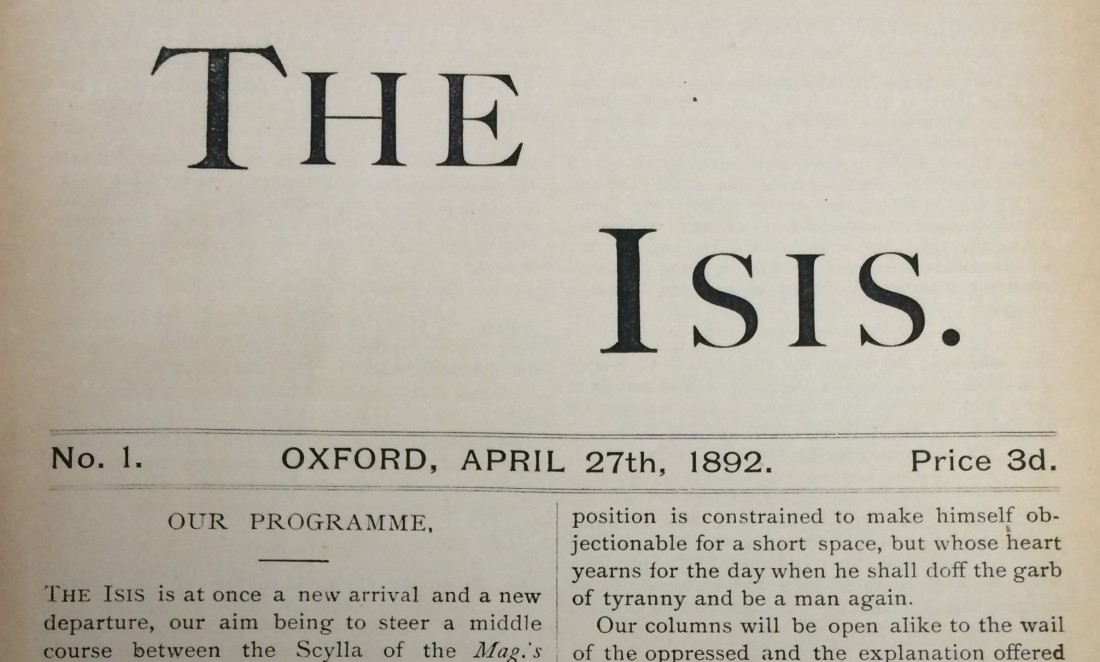 THE
ISIS.
No. 1. OXFORD, APRIL 27th, 1892. Price 3d.
OUR PROGRAMME.
THE ISIS is at once a new arrival and a new
departure, our aim being to steer a middle
course between the Scylla of the Mag.'s
position is constrained to make himself ob-
jectionable for a short space, but whose heart
yearns for the day when he shall doff the garb
of tyranny and be a man again.
Our columns will be open alike to the wail
of the oppressed and the explanation offered